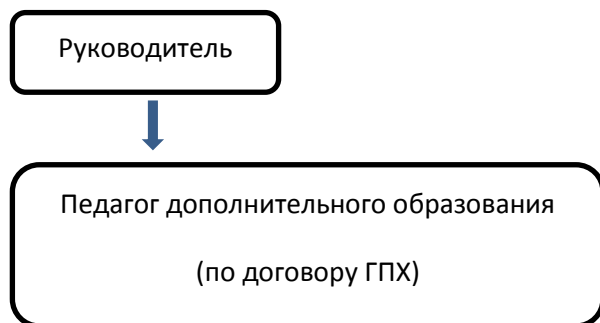 Руководитель
Педагог дополнительного образования
(по договору ГПХ)